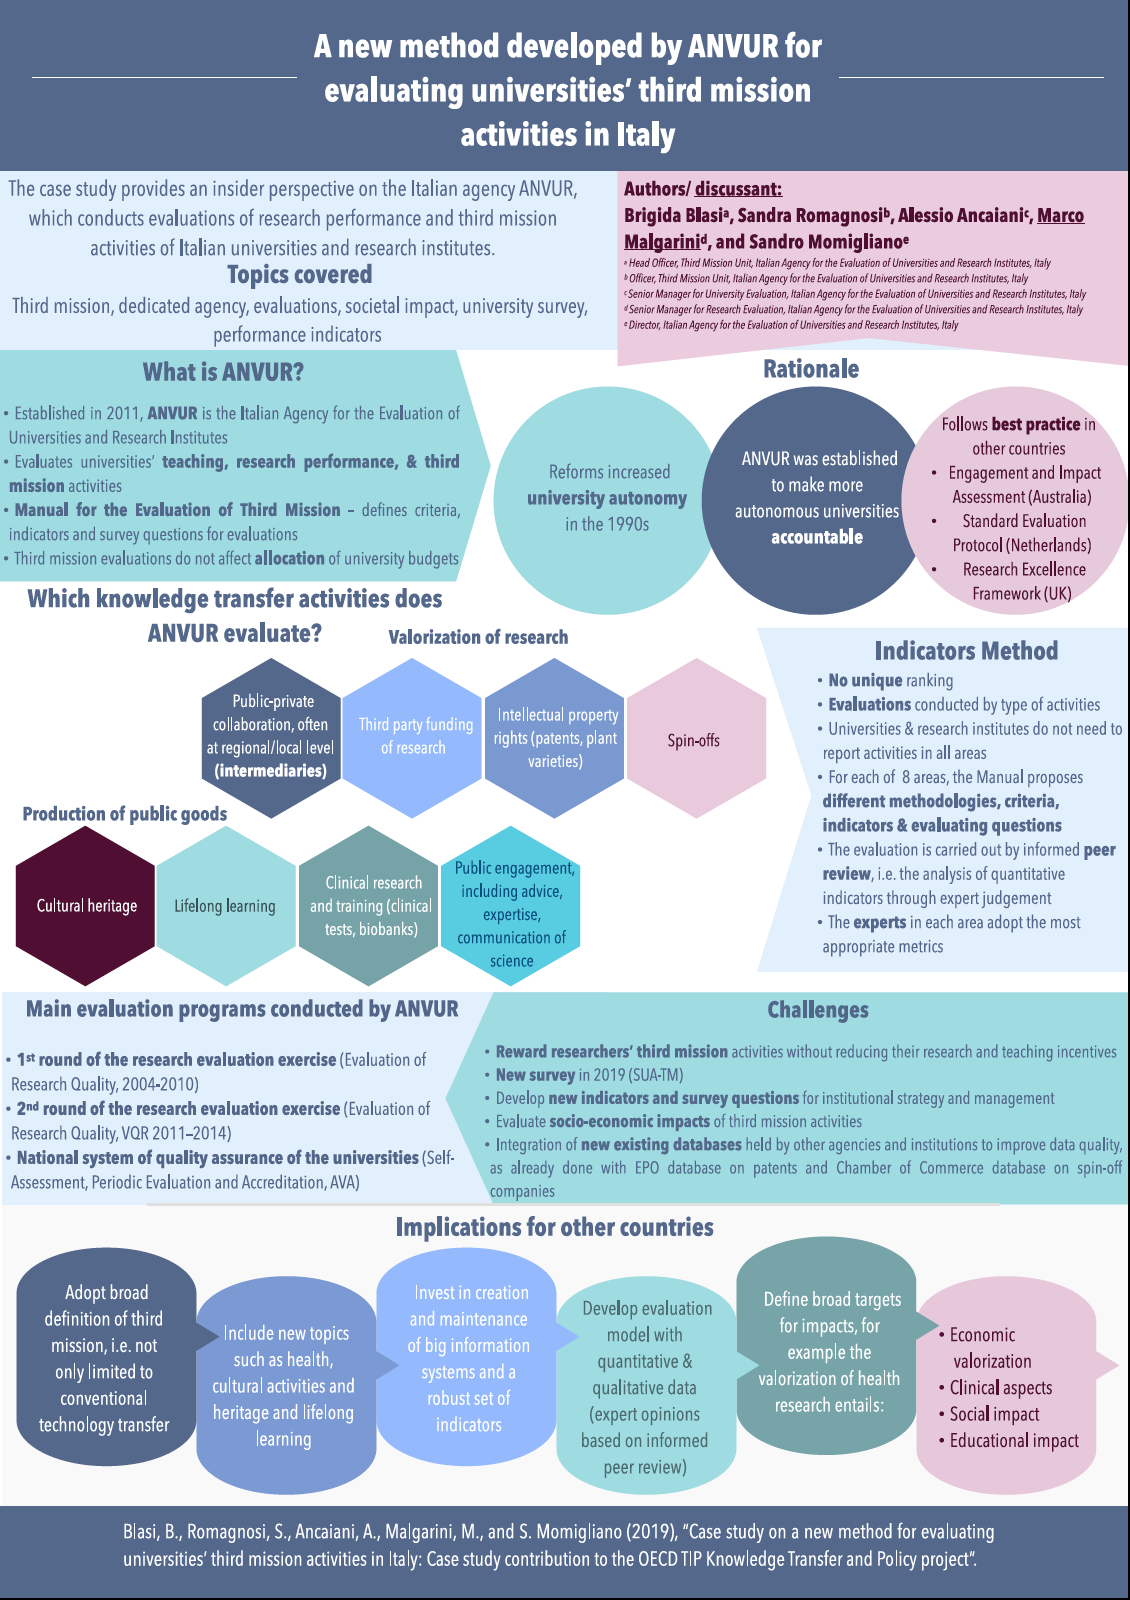 A new method developed by ANVUR for
evaluating universities' third mission
activities in Italy
The case study provides an insider perspective on the Italian agency ANVUR,
which conducts evaluations of research performance and third mission
activities of Italian universities and research institutes.
Topics covered
Third mission, dedicated agency, evaluations, societal impact, university survey,
performance indicators
Authors/ discussant:
Brigida Blasiᵃ, Sandra Romagnosiᵇ, Alessio Ancaianiᶜ, Marco
Malgariniᵈ, and Sandro Momiglianoᵉ
ᵃ Head Officer, Third Mission Unit, Italian Agency for the Evaluation of Universities and Research Institutes, Italy
ᵇ Officer, Third Mission Unit, Italian Agency for the Evaluation of Universities and Research Institutes, Italy
ᶜ Senior Manager for University Evaluation, Italian Agency for the Evaluation of Universities and Research Institutes, Italy
ᵈ Senior Manager for Research Evaluation, Italian Agency for the Evaluation of Universities and Research Institutes, Italy
ᵉ Director, Italian Agency for the Evaluation of Universities and Research Institutes, Italy
What is ANVUR?
• Established in 2011, ANVUR is the Italian Agency for the Evaluation of
Universities and Research Institutes
• Evaluates universities' teaching, research performance, & third
mission activities
• Manual for the Evaluation of Third Mission – defines criteria,
indicators and survey questions for evaluations
• Third mission evaluations do not affect allocation of university budgets
Rationale
Reforms increased
university autonomy
in the 1990s
ANVUR was established
to make more
autonomous universities
accountable
Follows best practice in
other countries
• Engagement and Impact
Assessment (Australia)
• Standard Evaluation
Protocol (Netherlands)
• Research Excellence
Framework (UK)
Which knowledge transfer activities does
ANVUR evaluate?
Valorization of research
Public-private
collaboration, often
at regional/local level
(intermediaries)
Third party funding
of research
Intellectual property
rights (patents, plant
varieties)
Spin-offs
Production of public goods
Cultural heritage
Lifelong learning
Clinical research
and training (clinical
tests, biobanks)
Public engagement,
including advice,
expertise,
communication of
science
Indicators Method
• No unique ranking
• Evaluations conducted by type of activities
• Universities & research institutes do not need to
report activities in all areas
• For each of 8 areas, the Manual proposes
different methodologies, criteria,
indicators & evaluating questions
• The evaluation is carried out by informed peer
review, i.e. the analysis of quantitative
indicators through expert judgement
• The experts in each area adopt the most
appropriate metrics
Main evaluation programs conducted by ANVUR
• 1ˢᵗ round of the research evaluation exercise (Evaluation of
Research Quality, 2004-2010)
• 2ⁿᵈ round of the research evaluation exercise (Evaluation of
Research Quality, VQR 2011–2014)
• National system of quality assurance of the universities (Self-
Assessment, Periodic Evaluation and Accreditation, AVA)
Challenges
• Reward researchers' third mission activities without reducing their research and teaching incentives
• New survey in 2019 (SUA-TM)
• Develop new indicators and survey questions for institutional strategy and management
• Evaluate socio-economic impacts of third mission activities
• Integration of new existing databases held by other agencies and institutions to improve data quality,
as already done with EPO database on patents and Chamber of Commerce database on spin-off
companies
Implications for other countries
Adopt broad
definition of third
mission, i.e. not
only limited to
conventional
technology transfer
Include new topics
such as health,
cultural activities and
heritage and lifelong
learning
Invest in creation
and maintenance
of big information
systems and a
robust set of
indicators
Develop evaluation
model with
quantitative &
qualitative data
(expert opinions
based on informed
peer review)
Define broad targets
for impacts, for
example the
valorization of health
research entails:
• Economic
valorization
• Clinical aspects
• Social impact
• Educational impact
Blasi, B., Romagnosi, S., Ancaiani, A., Malgarini, M., and S. Momigliano (2019), "Case study on a new method for evaluating
universities' third mission activities in Italy: Case study contribution to the OECD TIP Knowledge Transfer and Policy project".